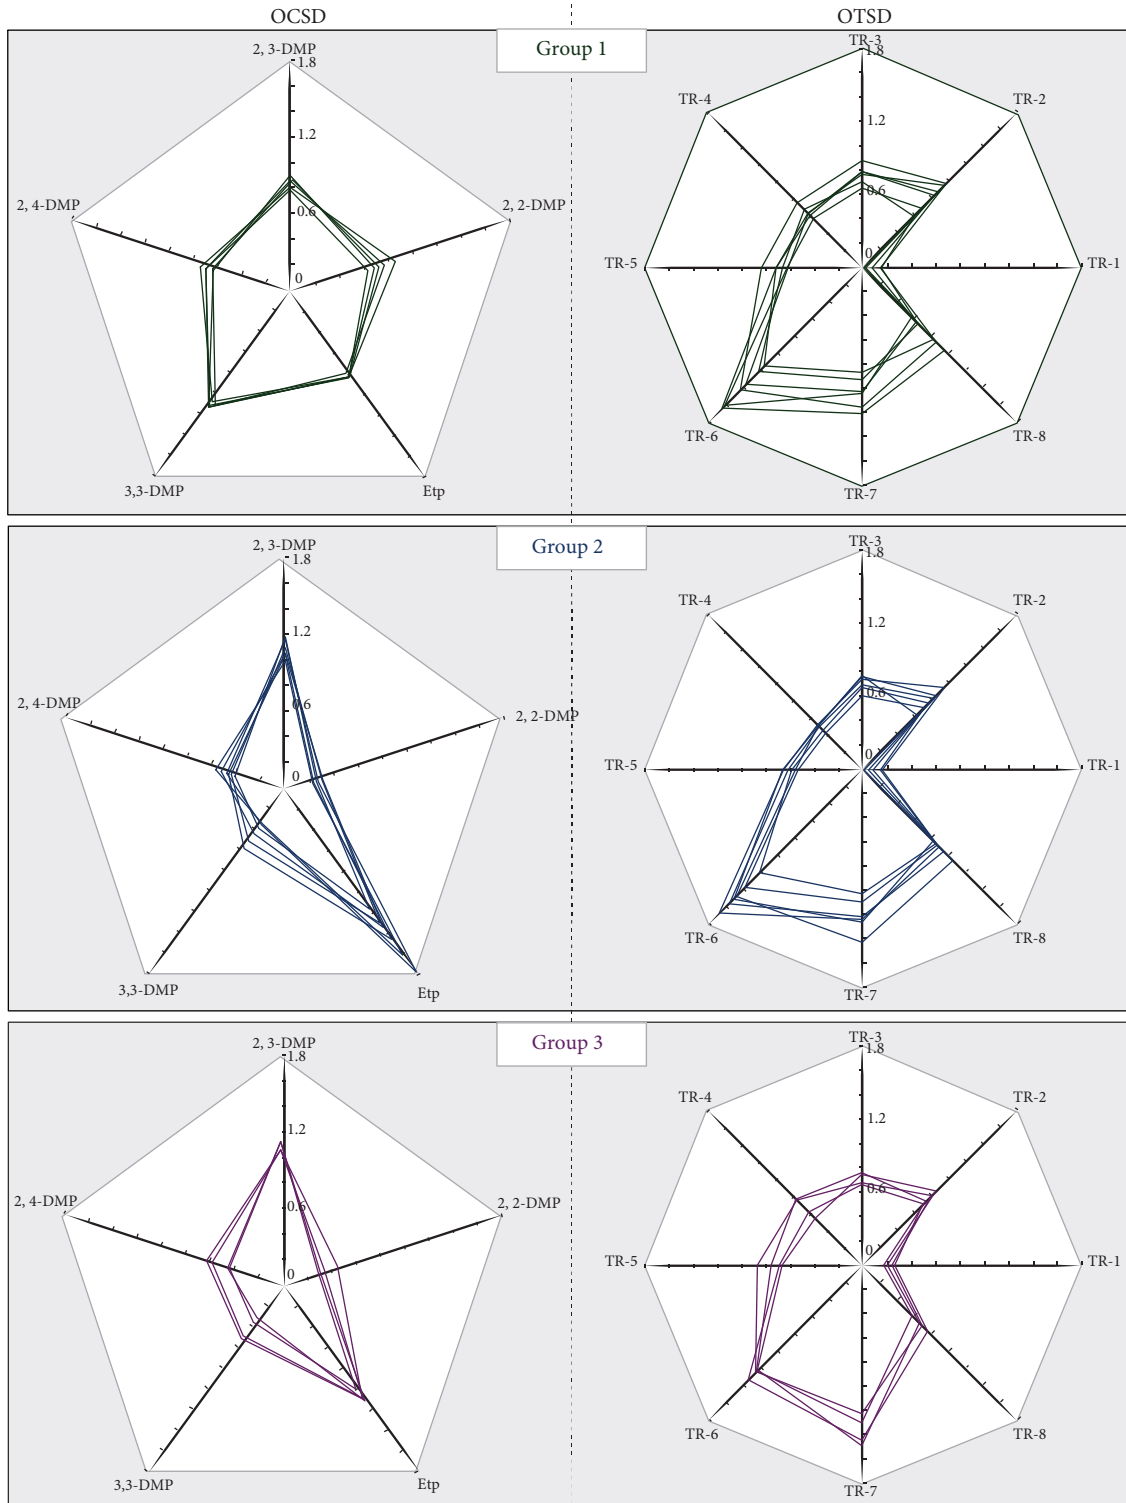 OCSD
OTSD
Group 1
2, 3-DMP
1.8
1.2
0.6
0
2, 4-DMP
2, 2-DMP
3,3-DMP
Etp
TR-3
1.8
1.2
0.6
0
TR-4
TR-2
TR-5
TR-1
TR-6
TR-8
TR-7
Group 2
2, 3-DMP
1.8
1.2
0.6
0
2, 4-DMP
2, 2-DMP
3,3-DMP
Etp
TR-3
1.8
1.2
0.6
0
TR-4
TR-2
TR-5
TR-1
TR-6
TR-8
TR-7
Group 3
2, 3-DMP
1.8
1.2
0.6
0
2, 4-DMP
2, 2-DMP
3,3-DMP
Etp
TR-3
1.8
1.2
0.6
0
TR-4
TR-2
TR-5
TR-1
TR-6
TR-8
TR-7